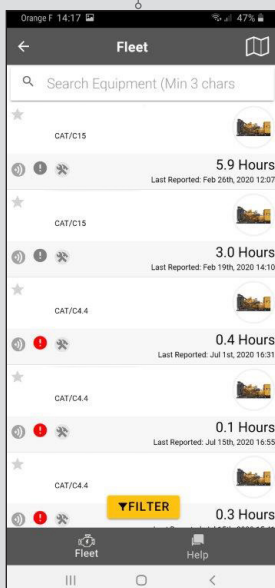 Orange F 14:17 47%
Fleet
Search Equipment (Min 3 chars
CAT/C15
5.9 Hours
Last Reported: Feb 26th, 2020 12:07
CAT/C15
3.0 Hours
Last Reported: Feb 19th, 2020 14:10
CAT/C4.4
0.4 Hours
Last Reported: Jul 1st, 2020 16:31
CAT/C4.4
0.1 Hours
Last Reported: Jul 15th, 2020 16:55
CAT/C4.4
FILTER
0.3 Hours
Fleet
Help